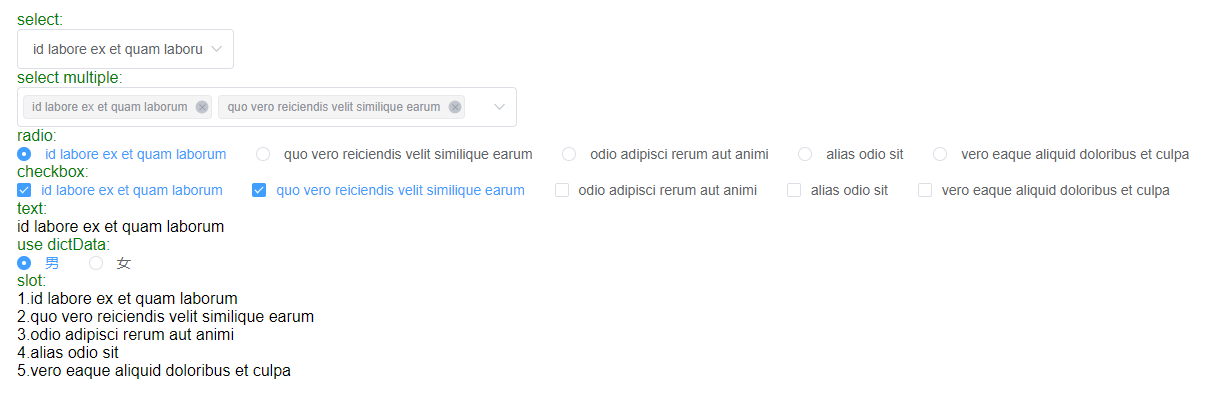 select:
id labore ex et quam laboru
select multiple:
id labore ex et quam laborum quo vero reiciendis velit similique earum
radio:
id labore ex et quam laborum quo vero reiciendis velit similique earum odio adipisci rerum aut animi alias odio sit vero eaque aliquid doloribus et culpa
checkbox:
id labore ex et quam laborum quo vero reiciendis velit similique earum odio adipisci rerum aut animi alias odio sit vero eaque aliquid doloribus et culpa
text:
id labore ex et quam laborum
use dictData:
男 女
slot:
1.id labore ex et quam laborum
2.quo vero reiciendis velit similique earum
3.odio adipisci rerum aut animi
4.alias odio sit
5.vero eaque aliquid doloribus et culpa